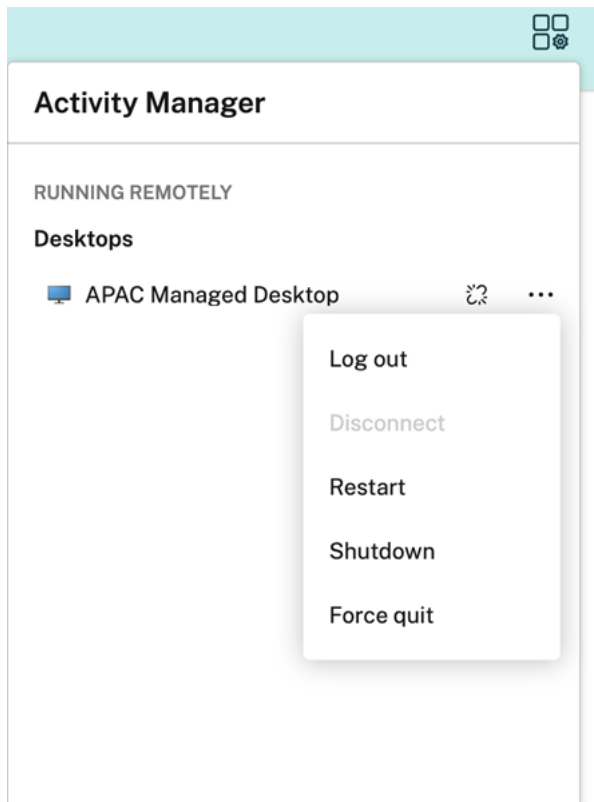 Activity Manager
RUNNING REMOTELY
Desktops
APAC Managed Desktop
Log out
Disconnect
Restart
Shutdown
Force quit